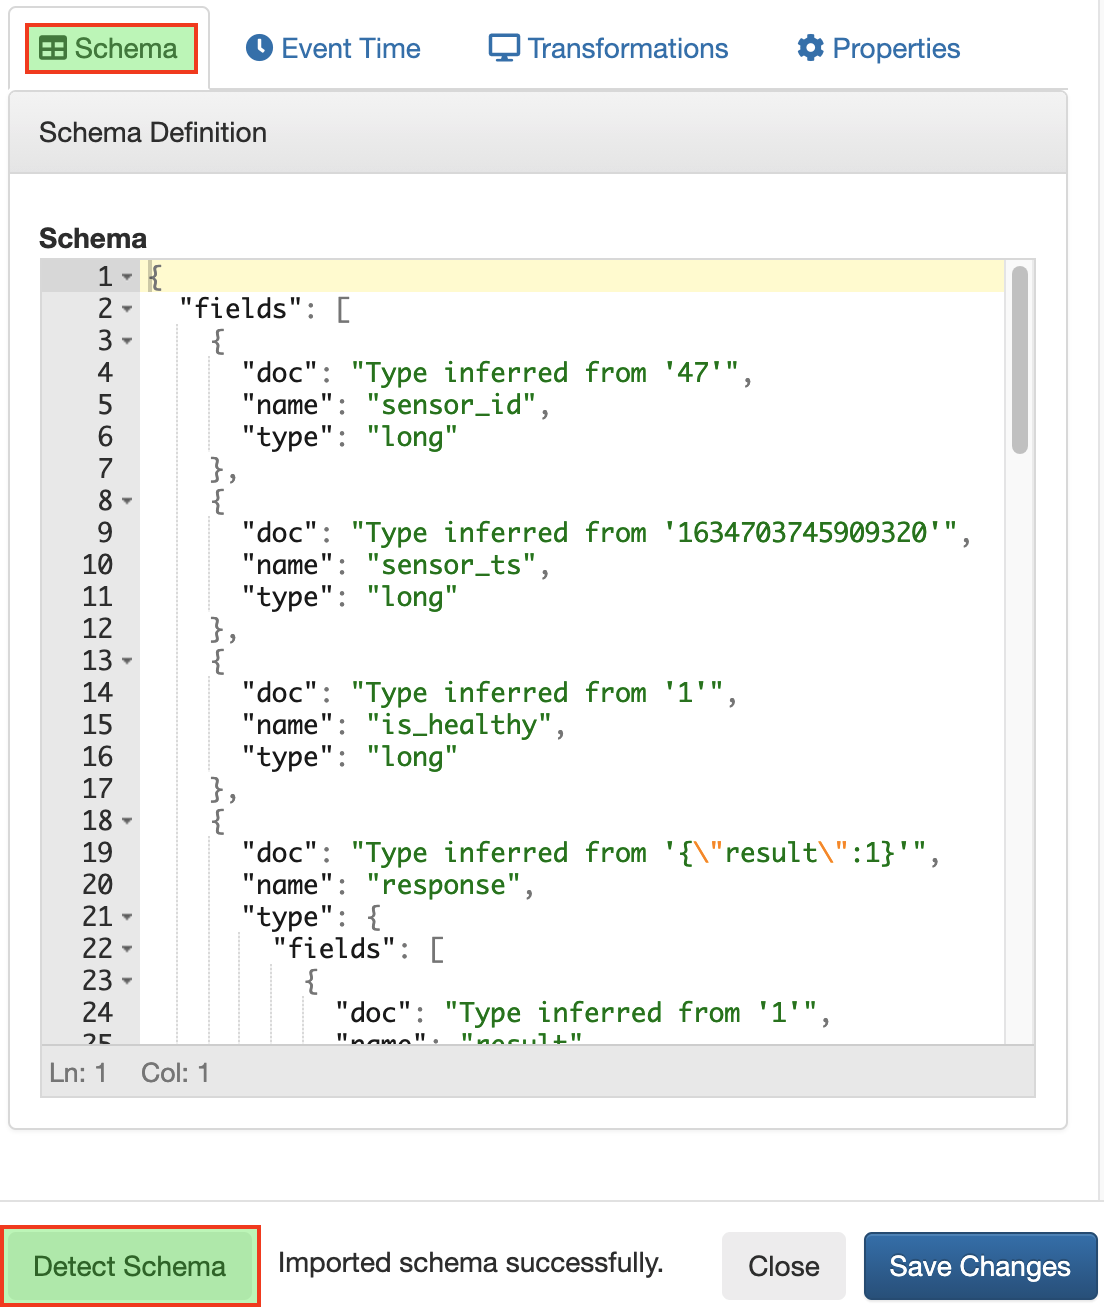 Schema Event Time Transformations Properties
Schema Definition
Schema
1 {
2 "fields": [
3 {
4 "doc": "Type inferred from '47'",
5 "name": "sensor_id",
6 "type": "long"
7 },
8 {
9 "doc": "Type inferred from '1634703745909320'",
10 "name": "sensor_ts",
11 "type": "long"
12 },
13 {
14 "doc": "Type inferred from '1'",
15 "name": "is_healthy",
16 "type": "long"
17 },
18 {
19 "doc": "Type inferred from '{\"result\":1}'",
20 "name": "response",
21 "type": {
22 "fields": [
23 {
24 "doc": "Type inferred from '1'",
25 "name": "result"
Ln: 1 Col: 1
Detect Schema Imported schema successfully. Close Save Changes